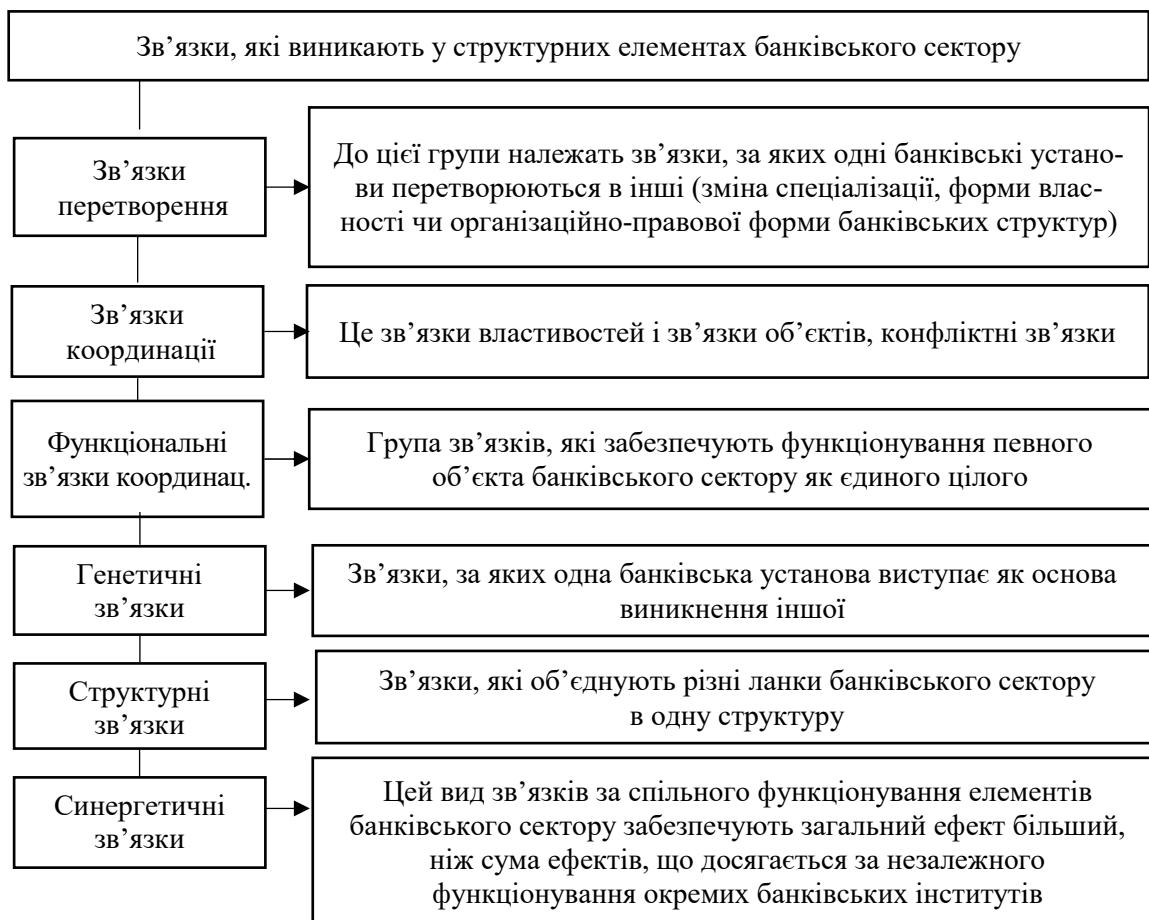 Зв’язки, які виникають у структурних елементах банківського сектору
Зв’язки
перетворення
До цієї групи належать зв’язки, за яких одні банківські устано-
ви перетворюються в інші (зміна спеціалізації, форми влас-
ності чи організаційно-правової форми банківських структур)
Зв’язки
координації
Це зв’язки властивостей і зв’язки об’єктів, конфліктні зв’язки
Функціональні
зв’язки координац.
Група зв’язків, які забезпечують функціонування певного
об’єкта банківського сектору як єдиного цілого
Генетичні
зв’язки
Зв’язки, за яких одна банківська установа виступає як основа
виникнення іншої
Структурні
зв’язки
Зв’язки, які об’єднують різні ланки банківського сектору
в одну структуру
Синергетичні
зв’язки
Цей вид зв’язків за спільного функціонування елементів
банківського сектору забезпечують загальний ефект більший,
ніж сума ефектів, що досягається за незалежного
функціонування окремих банківських інститутів